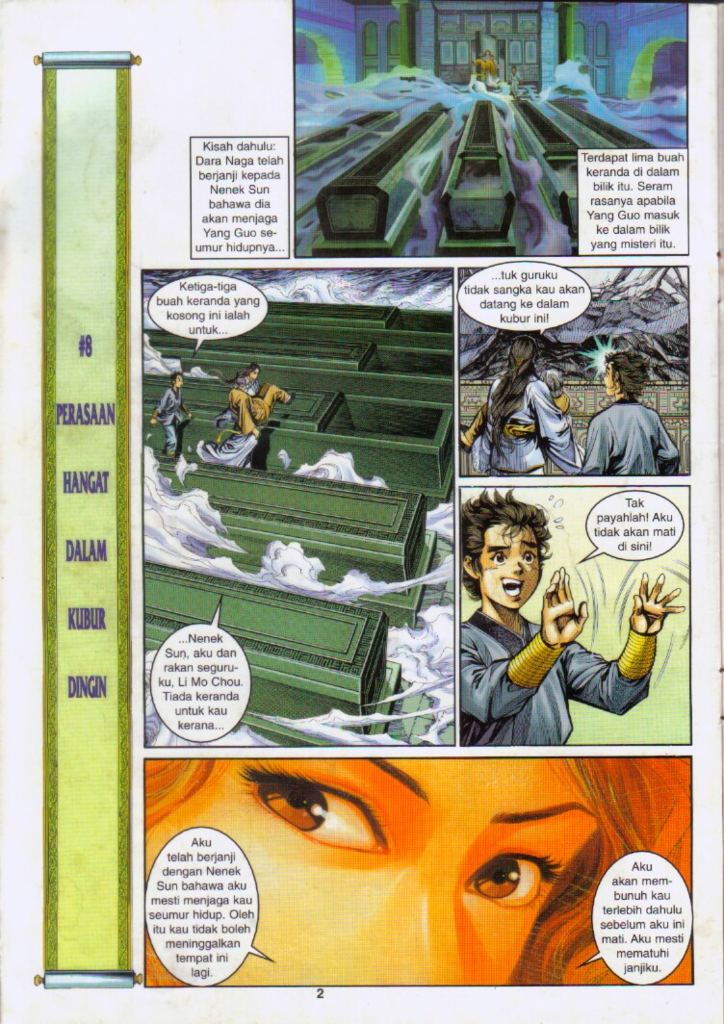 #8
PERASAAN
HANGAT
DALAM
KUBUR
DINGIN
Kisah dahulu:
Dara Naga telah
berjanji kepada
Nenek Sun
bahawa dia
akan menjaga
Yang Guo se-
umur hidupnya...
Terdapat lima buah
keranda di dalam
bilik itu. Seram
rasanya apabila
Yang Guo masuk
ke dalam bilik
yang misteri itu.
Ketiga-tiga
buah keranda yang
kosong ini ialah
untuk...
...Nenek
Sun, aku dan
rakan seguru-
ku, Li Mo Chou.
Tiada keranda
untuk kau
kerana...
...tuk guruku
tidak sangka kau akan
datang ke dalam
kubur ini!
Tak
payahlah! Aku
tidak akan mati
di sini!
Aku
telah berjanji
dengan Nenek
Sun bahawa aku
mesti menjaga kau
seumur hidup. Oleh
itu kau tidak boleh
meninggalkan
tempat ini
lagi.
Aku
akan mem-
bunuh kau
terlebih dahulu
sebelum aku ini
mati. Aku mesti
mematuhi
janjiku.
2